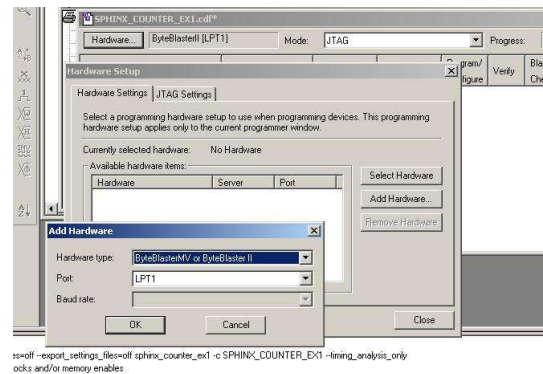 SPHINX_COUNTER_EX1.cdf*
Hardware... ByteBlasterII [LPT1] Mode: JTAG Progress:
Program/ Verify Bla
figure Che
Hardware Setup
Hardware Settings JTAG Settings
Select a programming hardware setup to use when programming devices. This programming
hardware setup applies only to the current programmer window.
Currently selected hardware: No Hardware
Available hardware items:
Hardware Server Port
Select Hardware
Add Hardware...
Remove Hardware
Add Hardware
Hardware type: ByteBlasterMV or ByteBlaster II
Port: LPT1
Baud rate:
OK Cancel
Close
es=off --export_settings_files=off sphinx_counter_ex1 -c SPHINX_COUNTER_EX1 --timing_analysis_only
ocks and/or memory enables